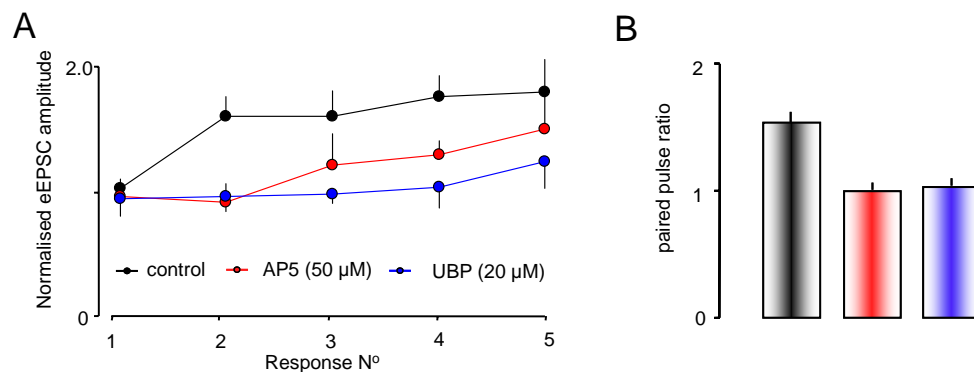 A
Normalised eEPSC amplitude
2.0
0
control
AP5 (50 µM)
UBP (20 µM)
1 2 3 4 5
Response Nº
B
paired pulse ratio
2
1
0